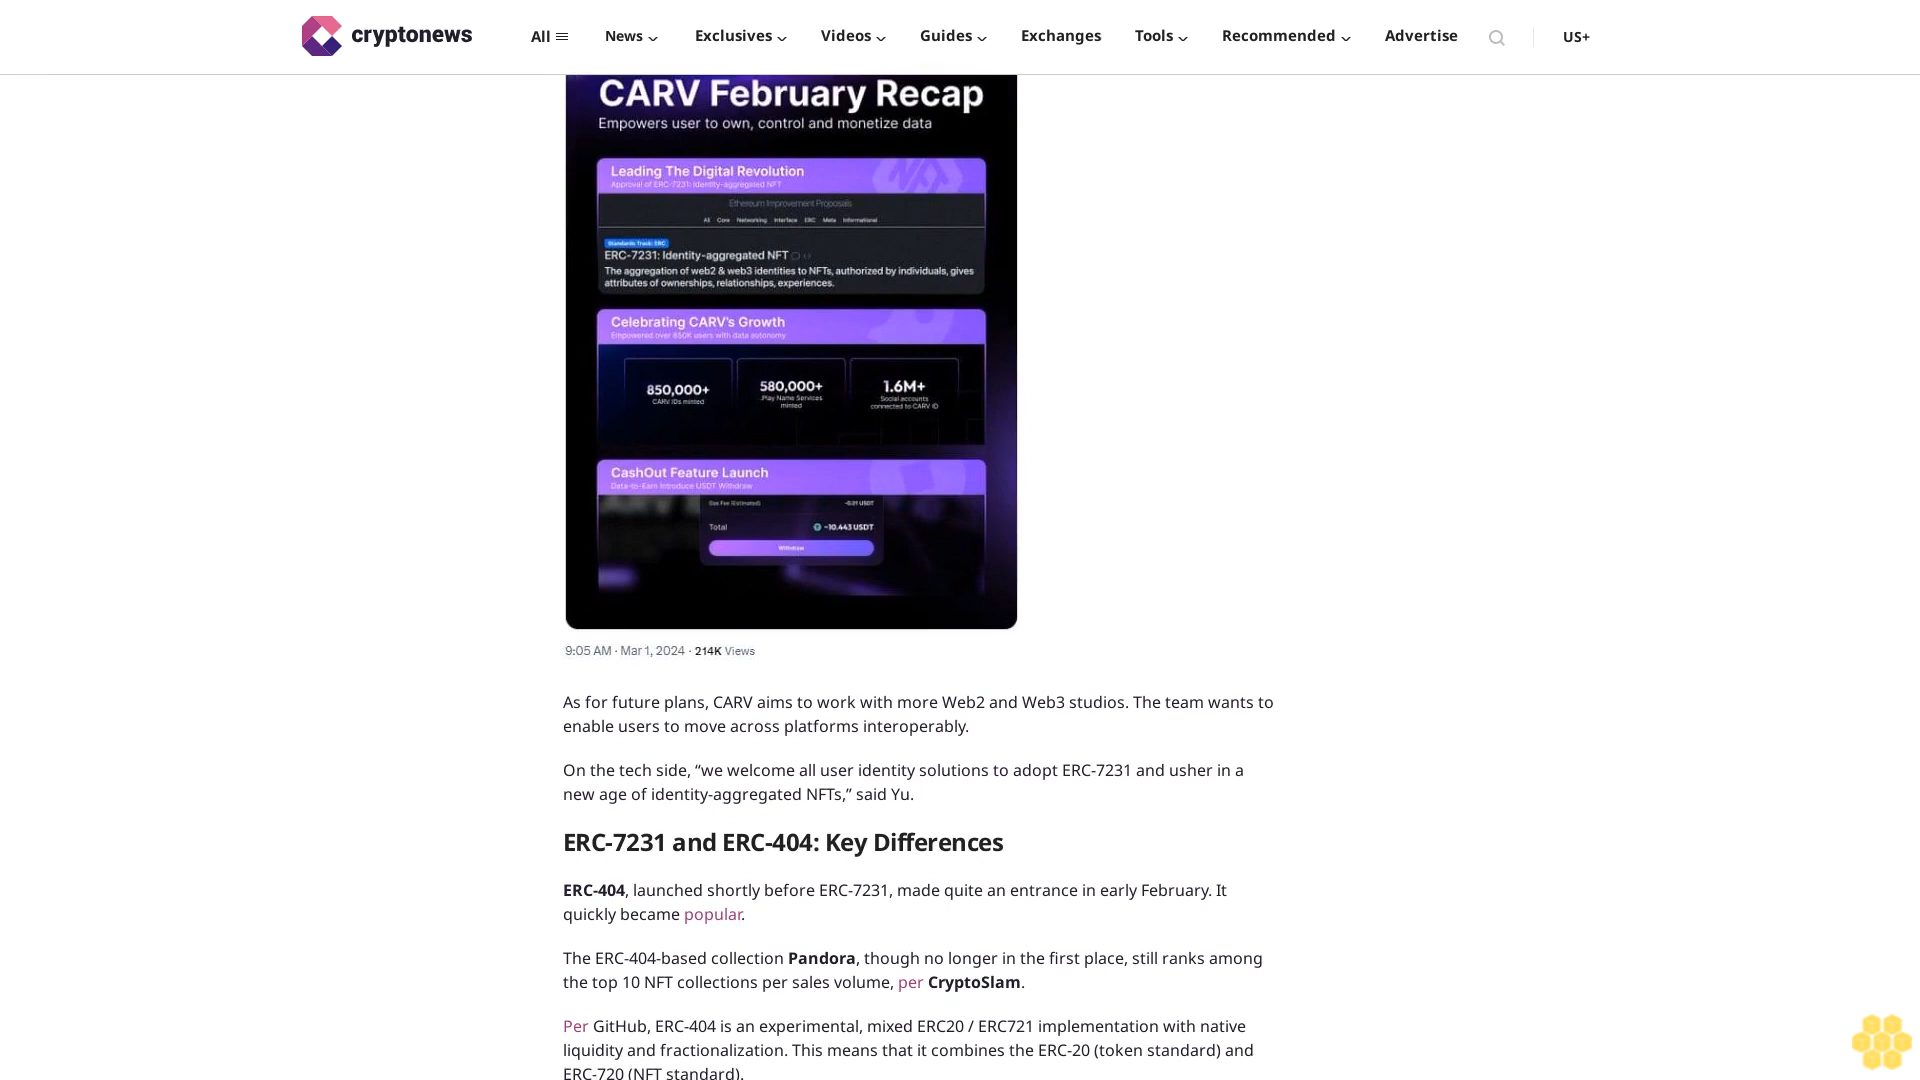 cryptonews
All
News
Exclusives
Videos
Guides
Exchanges
Tools
Recommended
Advertise
US+
CARV February Recap
Empowers user to own, control and monetize data
Leading The Digital Revolution
Approval of ERC-7231: Identity-aggregated NFT
Ethereum Improvement Proposals
All Core Networking Interface ERC Meta Informational
Standards Track: ERC
ERC-7231: Identity-aggregated NFT
The aggregation of web2 & web3 identities to NFTs, authorized by individuals, gives
attributes of ownerships, relationships, experiences.
Celebrating CARV's Growth
Empowered over 850K users with data autonomy
850,000+
CARV IDs minted
580,000+
.Play Name Services
minted
1.6M+
Social accounts
connected to CARV ID
CashOut Feature Launch
Data-to-Earn Introduce USDT Withdraw
Gas Fee (Estimated) ~0.01 USDT
Total ~10.443 USDT
Withdraw
9:05 AM · Mar 1, 2024 · 214K Views
As for future plans, CARV aims to work with more Web2 and Web3 studios. The team wants to
enable users to move across platforms interoperably.
On the tech side, “we welcome all user identity solutions to adopt ERC-7231 and usher in a
new age of identity-aggregated NFTs,” said Yu.
ERC-7231 and ERC-404: Key Differences
ERC-404, launched shortly before ERC-7231, made quite an entrance in early February. It
quickly became popular.
The ERC-404-based collection Pandora, though no longer in the first place, still ranks among
the top 10 NFT collections per sales volume, per CryptoSlam.
Per GitHub, ERC-404 is an experimental, mixed ERC20 / ERC721 implementation with native
liquidity and fractionalization. This means that it combines the ERC-20 (token standard) and
ERC-720 (NFT standard).